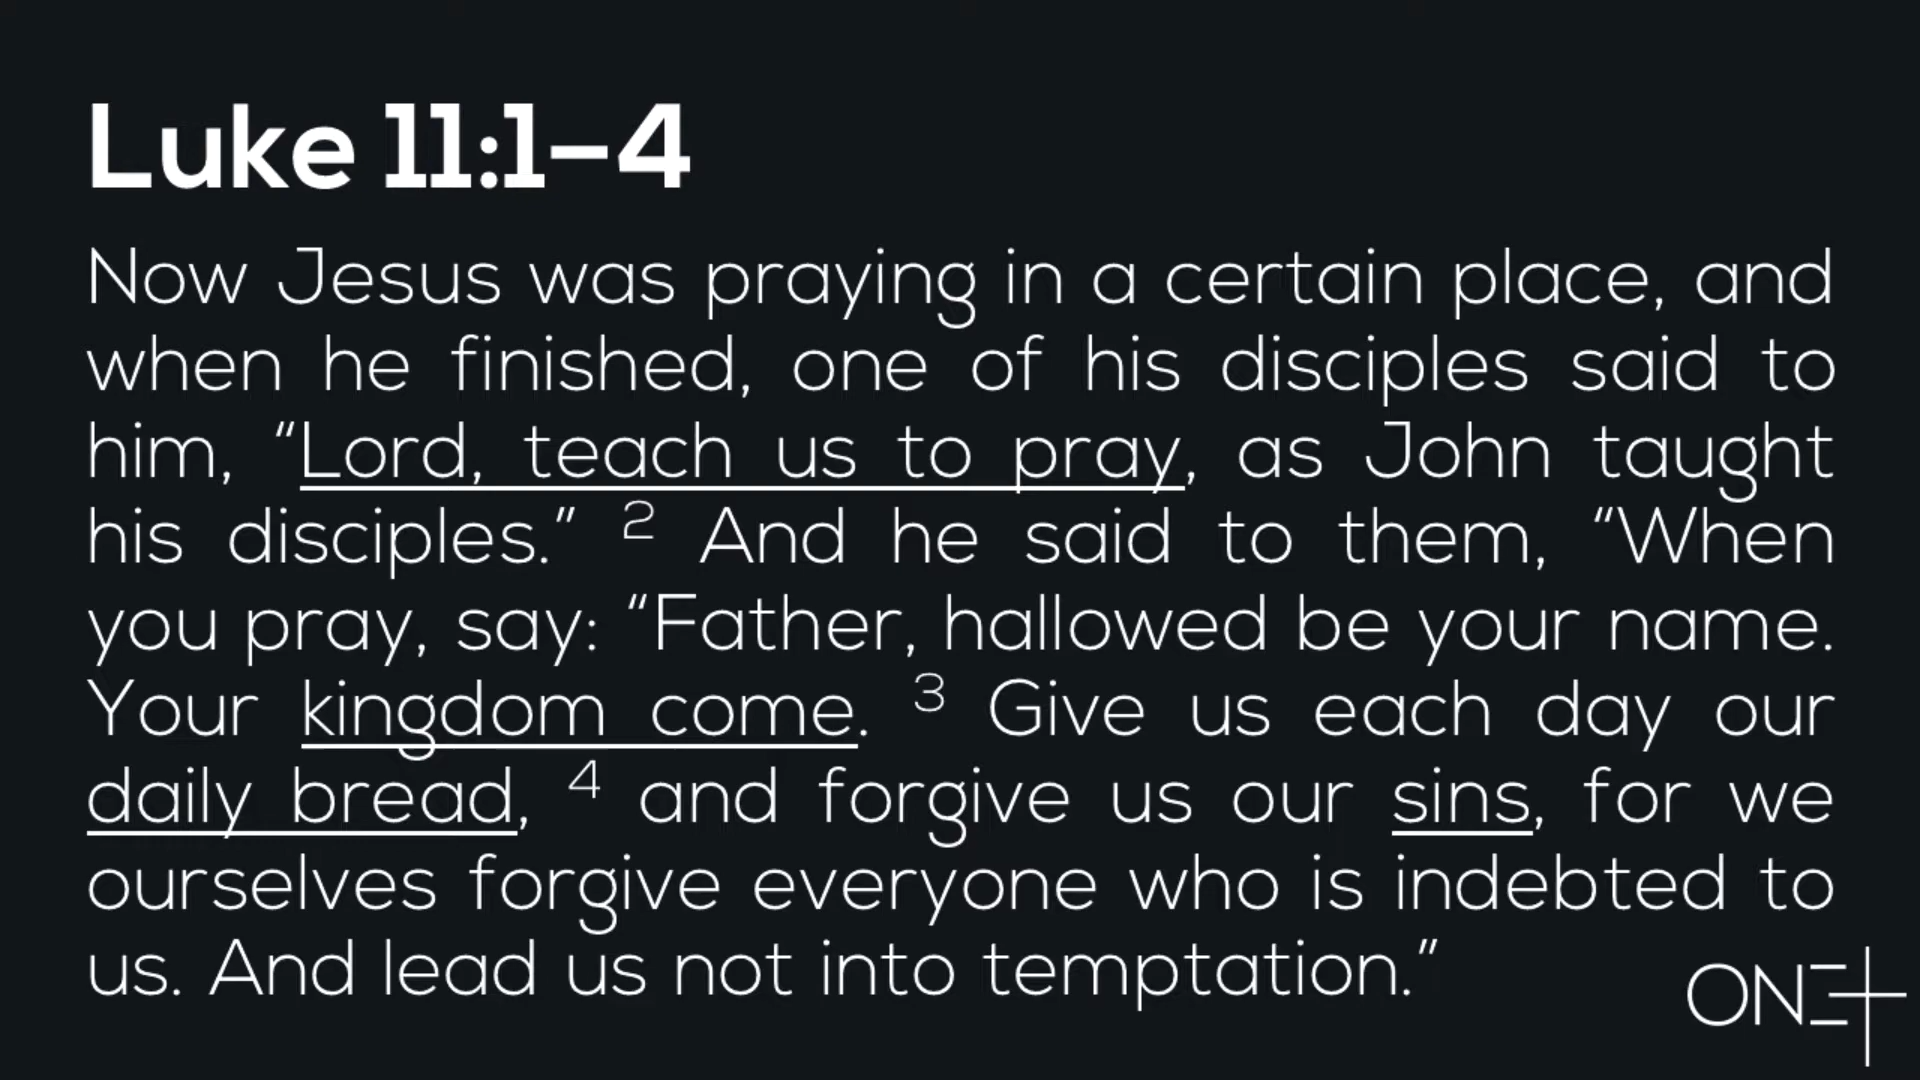 Luke 11:1–4
Now Jesus was praying in a certain place, and
when he finished, one of his disciples said to
him, “Lord, teach us to pray, as John taught
his disciples.” ² And he said to them, “When
you pray, say: “Father, hallowed be your name.
Your kingdom come. ³ Give us each day our
daily bread, ⁴ and forgive us our sins, for we
ourselves forgive everyone who is indebted to
us. And lead us not into temptation.”
ONE